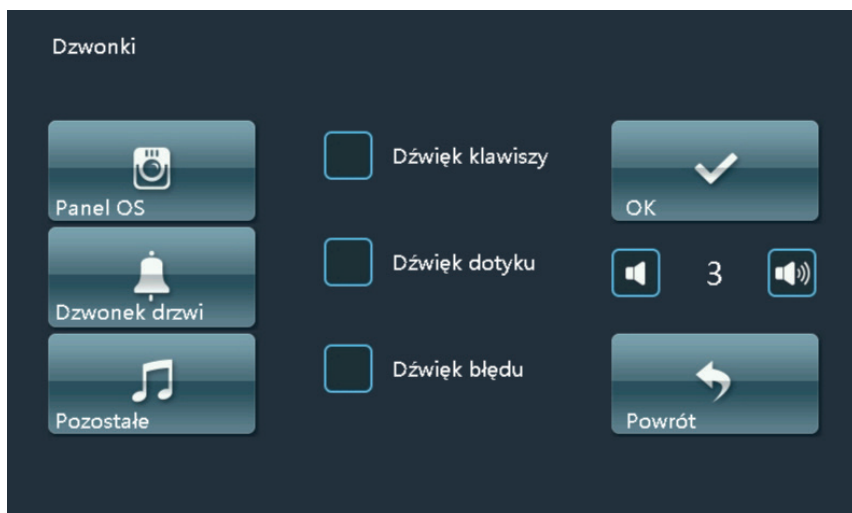 Dzwonki
Panel OS
Dźwięk klawiszy
OK
Dzwonek drzwi
Dźwięk dotyku
3
Pozostałe
Dźwięk błędu
Powrót